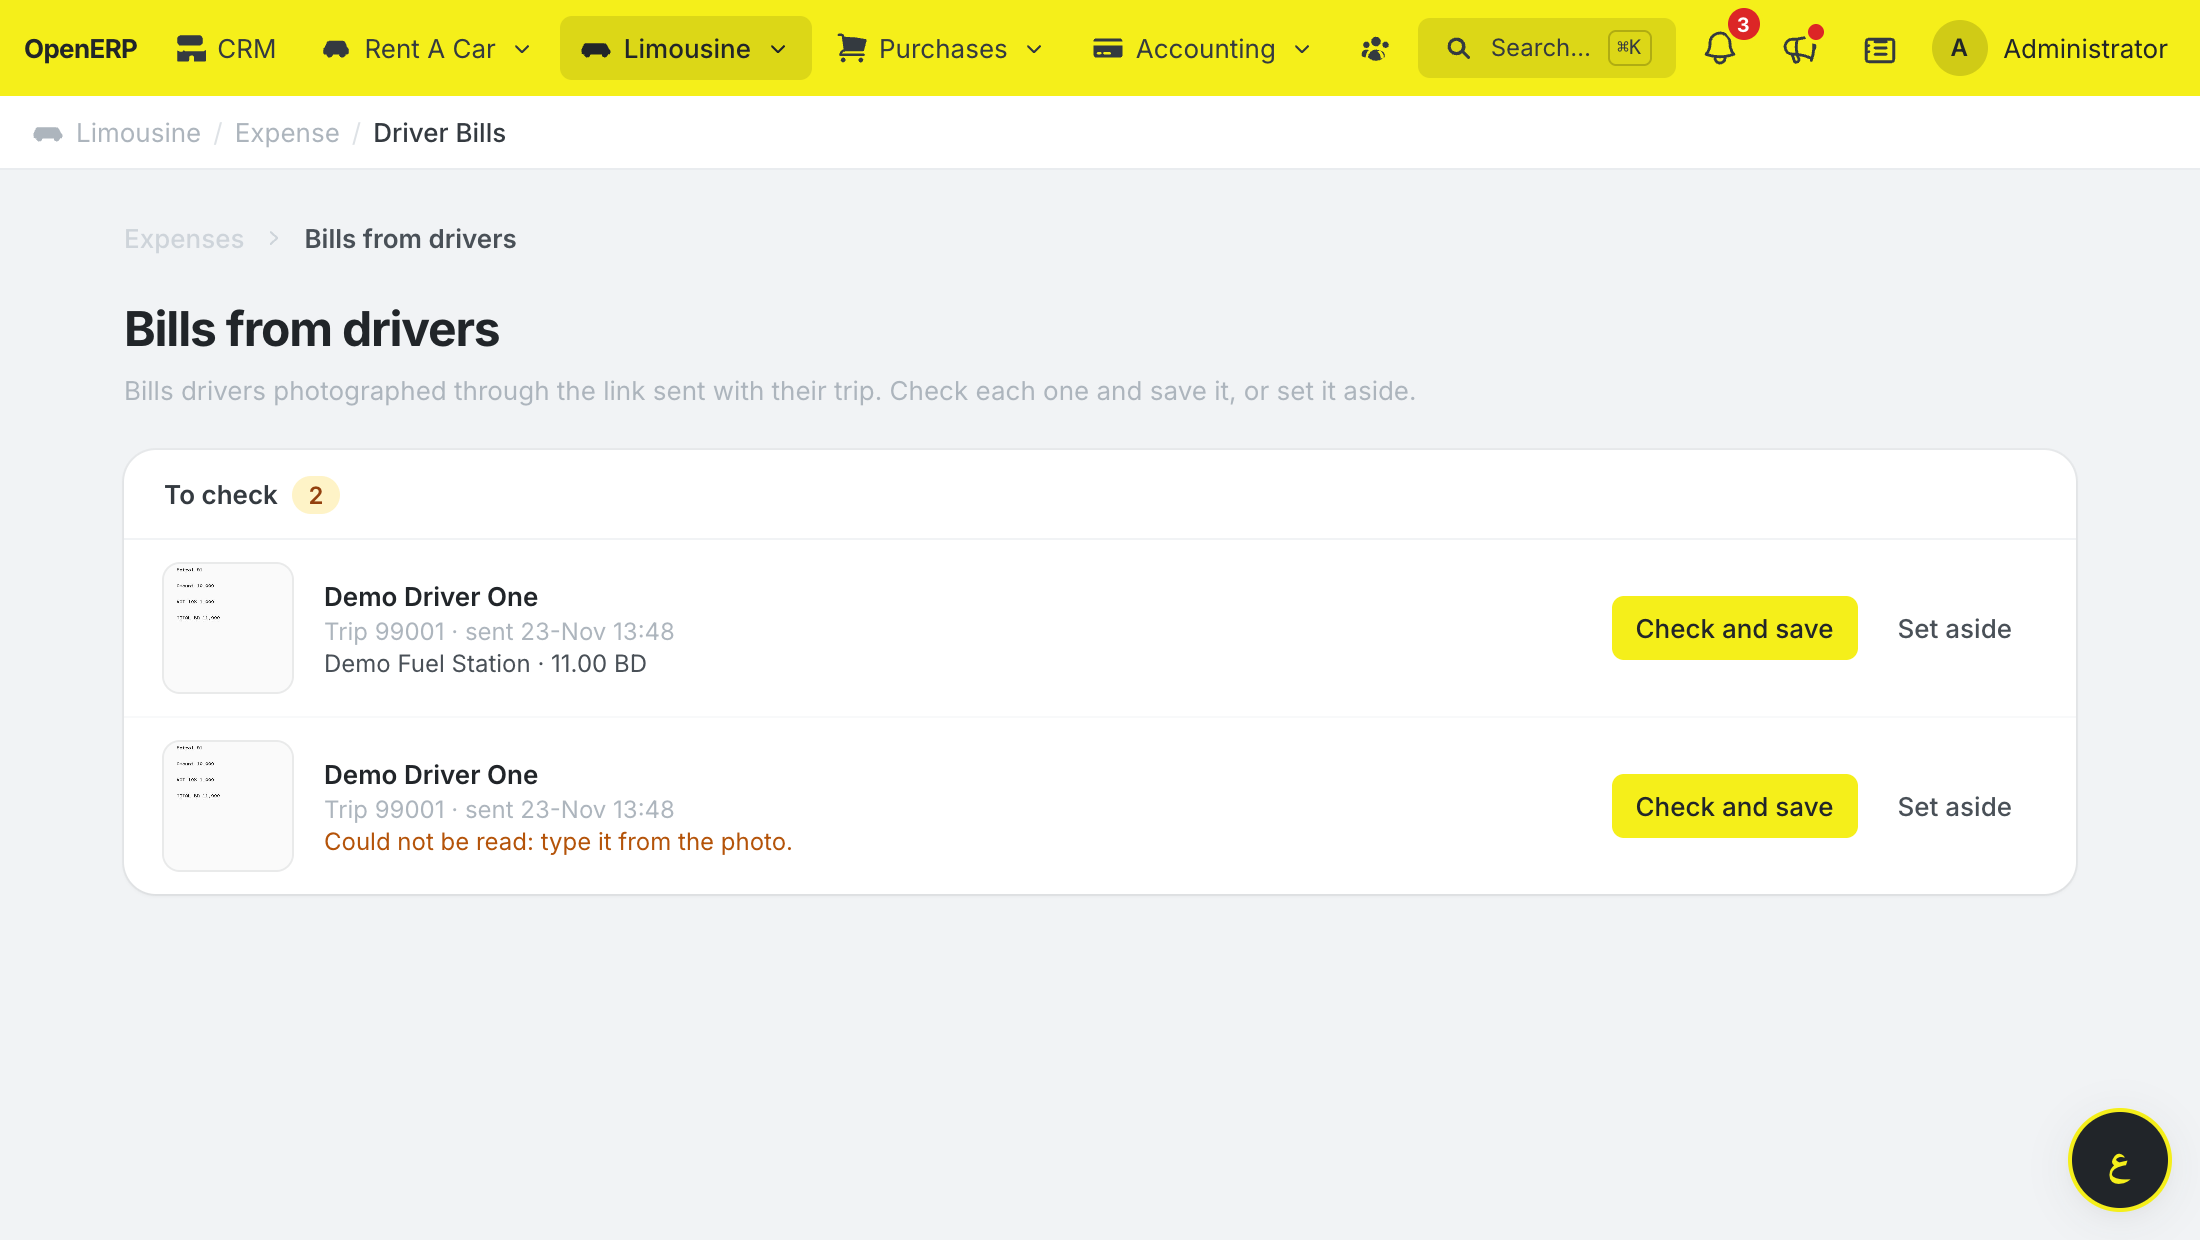 OpenERP CRM Rent A Car Limousine Purchases Accounting Search... ⌘K 3 A Administrator
Limousine / Expense / Driver Bills
Expenses > Bills from drivers
Bills from drivers
Bills drivers photographed through the link sent with their trip. Check each one and save it, or set it aside.
To check 2
Demo Driver One
Trip 99001 · sent 23-Nov 13:48
Demo Fuel Station · 11.00 BD
Check and save Set aside
Demo Driver One
Trip 99001 · sent 23-Nov 13:48
Could not be read: type it from the photo.
Check and save Set aside
ع